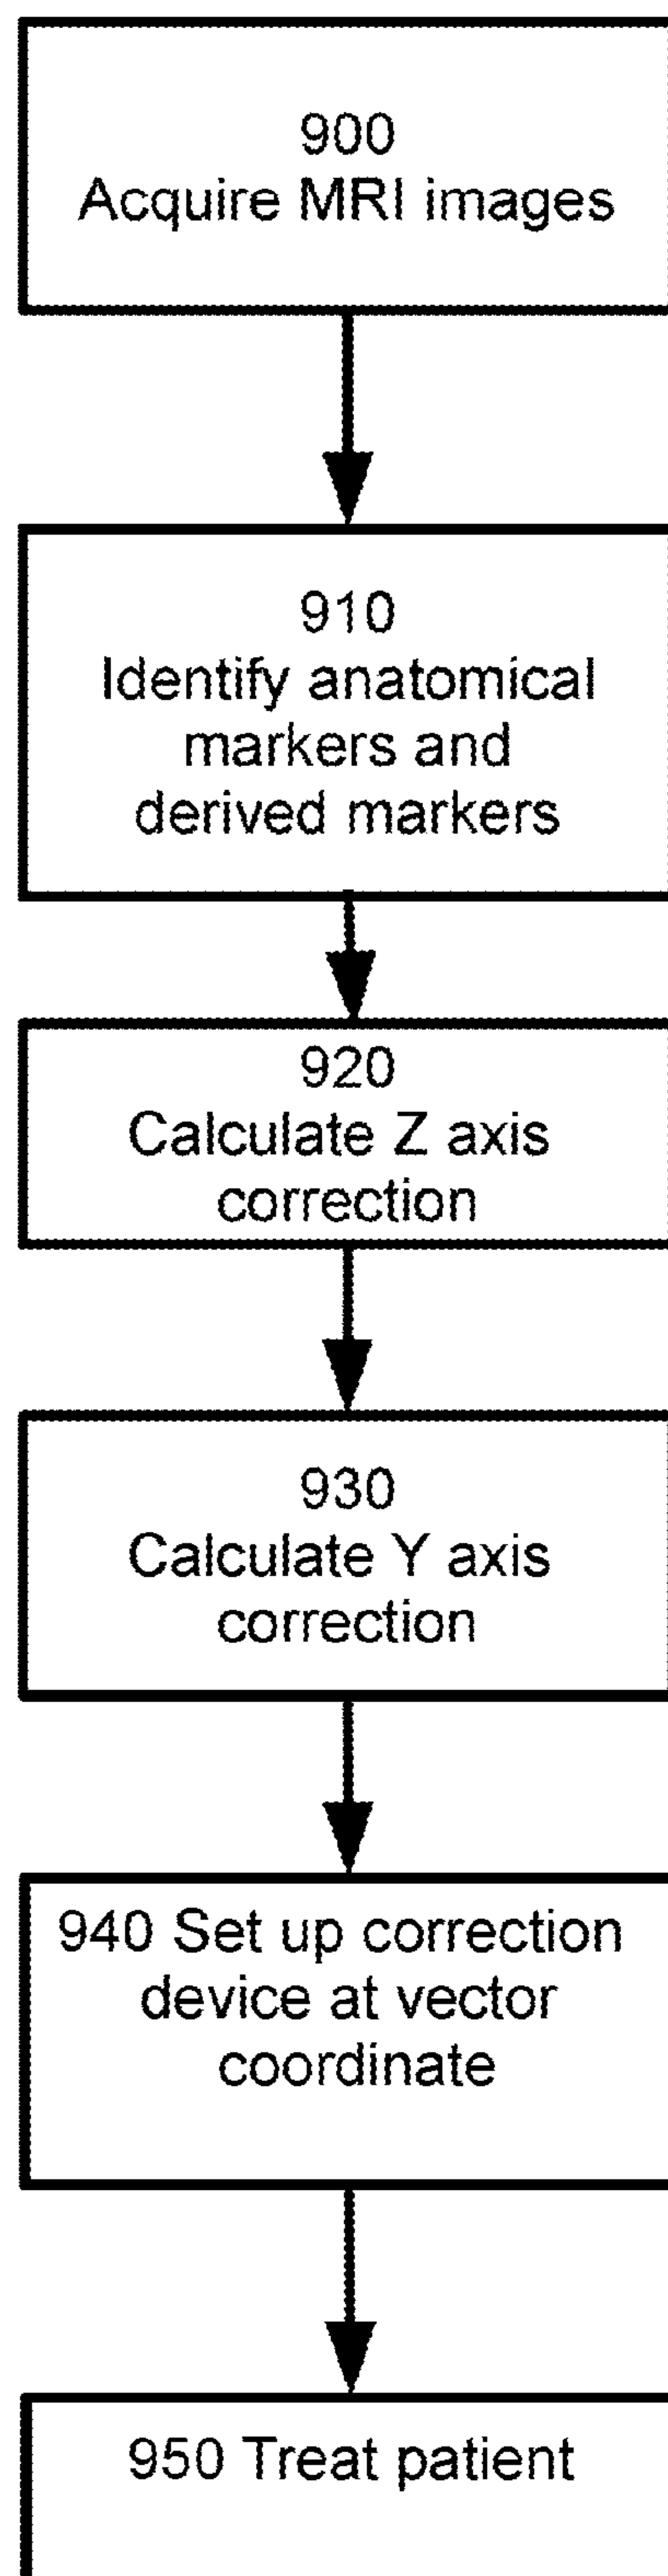 900
Acquire MRI images
910
Identify anatomical
markers and
derived markers
920
Calculate Z axis
correction
930
Calculate Y axis
correction
940 Set up correction
device at vector
coordinate
950 Treat patient